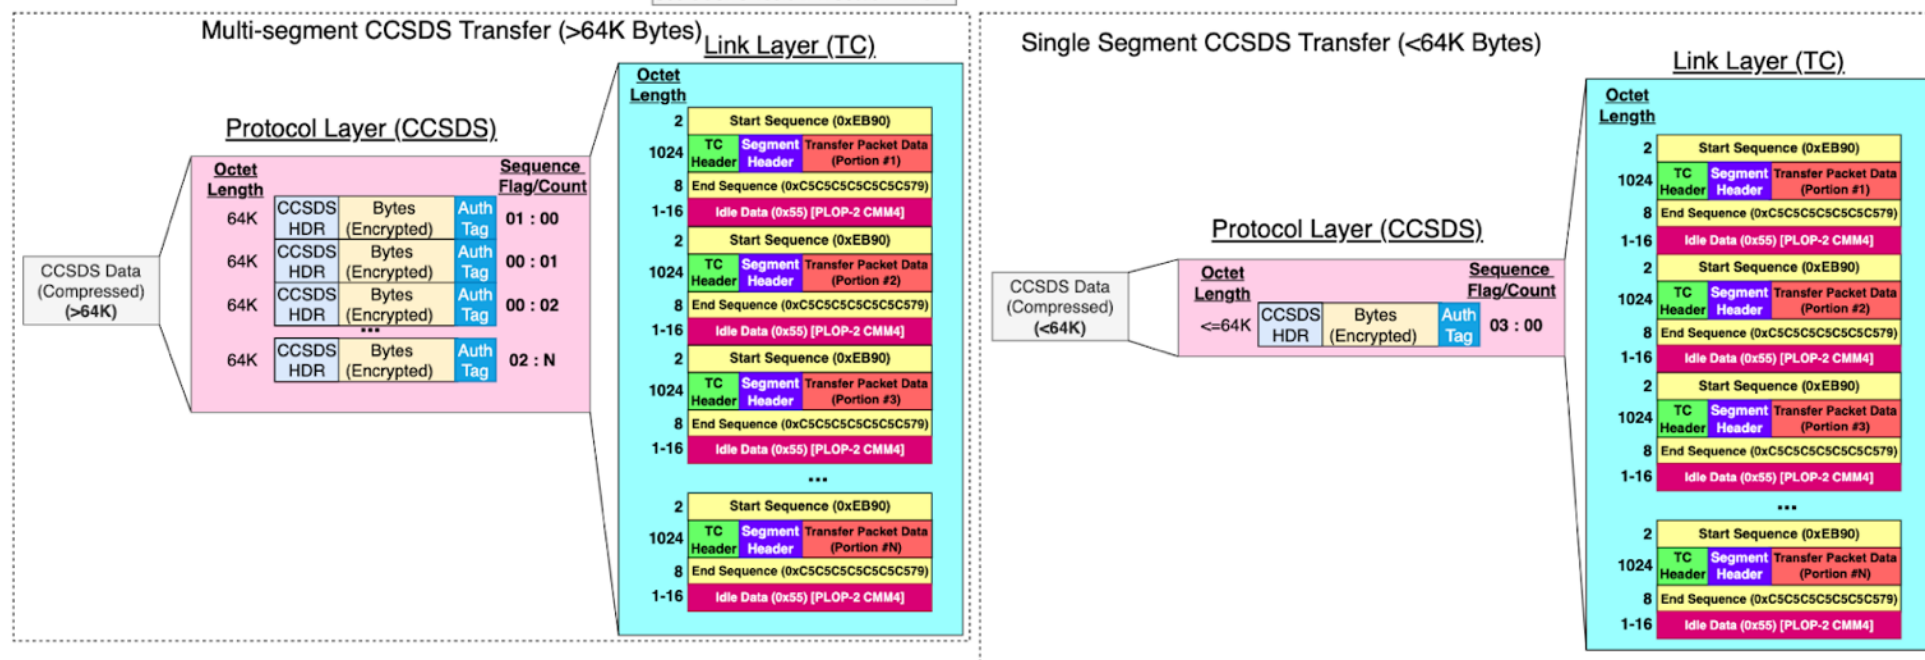 Multi-segment CCSDS Transfer (>64K Bytes)
Link Layer (TC)
Protocol Layer (CCSDS)
Octet
Length
Sequence
Flag/Count
CCSDS Data
(Compressed)
(>64K)
64K
CCSDS
HDR
Bytes
(Encrypted)
Auth
Tag
01 : 00
64K
CCSDS
HDR
Bytes
(Encrypted)
Auth
Tag
00 : 01
64K
CCSDS
HDR
Bytes
(Encrypted)
Auth
Tag
00 : 02
...
64K
CCSDS
HDR
Bytes
(Encrypted)
Auth
Tag
02 : N
Octet
Length
2
Start Sequence (0xEB90)
1024
TC
Header
Segment
Header
Transfer Packet Data
(Portion #1)
8
End Sequence (0xC5C5C5C5C5C5C579)
1-16
Idle Data (0x55) [PLOP-2 CMM4]
2
Start Sequence (0xEB90)
1024
TC
Header
Segment
Header
Transfer Packet Data
(Portion #2)
8
End Sequence (0xC5C5C5C5C5C5C579)
1-16
Idle Data (0x55) [PLOP-2 CMM4]
2
Start Sequence (0xEB90)
1024
TC
Header
Segment
Header
Transfer Packet Data
(Portion #3)
8
End Sequence (0xC5C5C5C5C5C5C579)
1-16
Idle Data (0x55) [PLOP-2 CMM4]
...
2
Start Sequence (0xEB90)
1024
TC
Header
Segment
Header
Transfer Packet Data
(Portion #N)
8
End Sequence (0xC5C5C5C5C5C5C579)
1-16
Idle Data (0x55) [PLOP-2 CMM4]
Single Segment CCSDS Transfer (<64K Bytes)
Link Layer (TC)
Protocol Layer (CCSDS)
Octet
Length
Sequence
Flag/Count
CCSDS Data
(Compressed)
(<64K)
<=64K
CCSDS
HDR
Bytes
(Encrypted)
Auth
Tag
03 : 00
Octet
Length
2
Start Sequence (0xEB90)
1024
TC
Header
Segment
Header
Transfer Packet Data
(Portion #1)
8
End Sequence (0xC5C5C5C5C5C5C579)
1-16
Idle Data (0x55) [PLOP-2 CMM4]
2
Start Sequence (0xEB90)
1024
TC
Header
Segment
Header
Transfer Packet Data
(Portion #2)
8
End Sequence (0xC5C5C5C5C5C5C579)
1-16
Idle Data (0x55) [PLOP-2 CMM4]
2
Start Sequence (0xEB90)
1024
TC
Header
Segment
Header
Transfer Packet Data
(Portion #3)
8
End Sequence (0xC5C5C5C5C5C5C579)
1-16
Idle Data (0x55) [PLOP-2 CMM4]
...
2
Start Sequence (0xEB90)
1024
TC
Header
Segment
Header
Transfer Packet Data
(Portion #N)
8
End Sequence (0xC5C5C5C5C5C5C579)
1-16
Idle Data (0x55) [PLOP-2 CMM4]